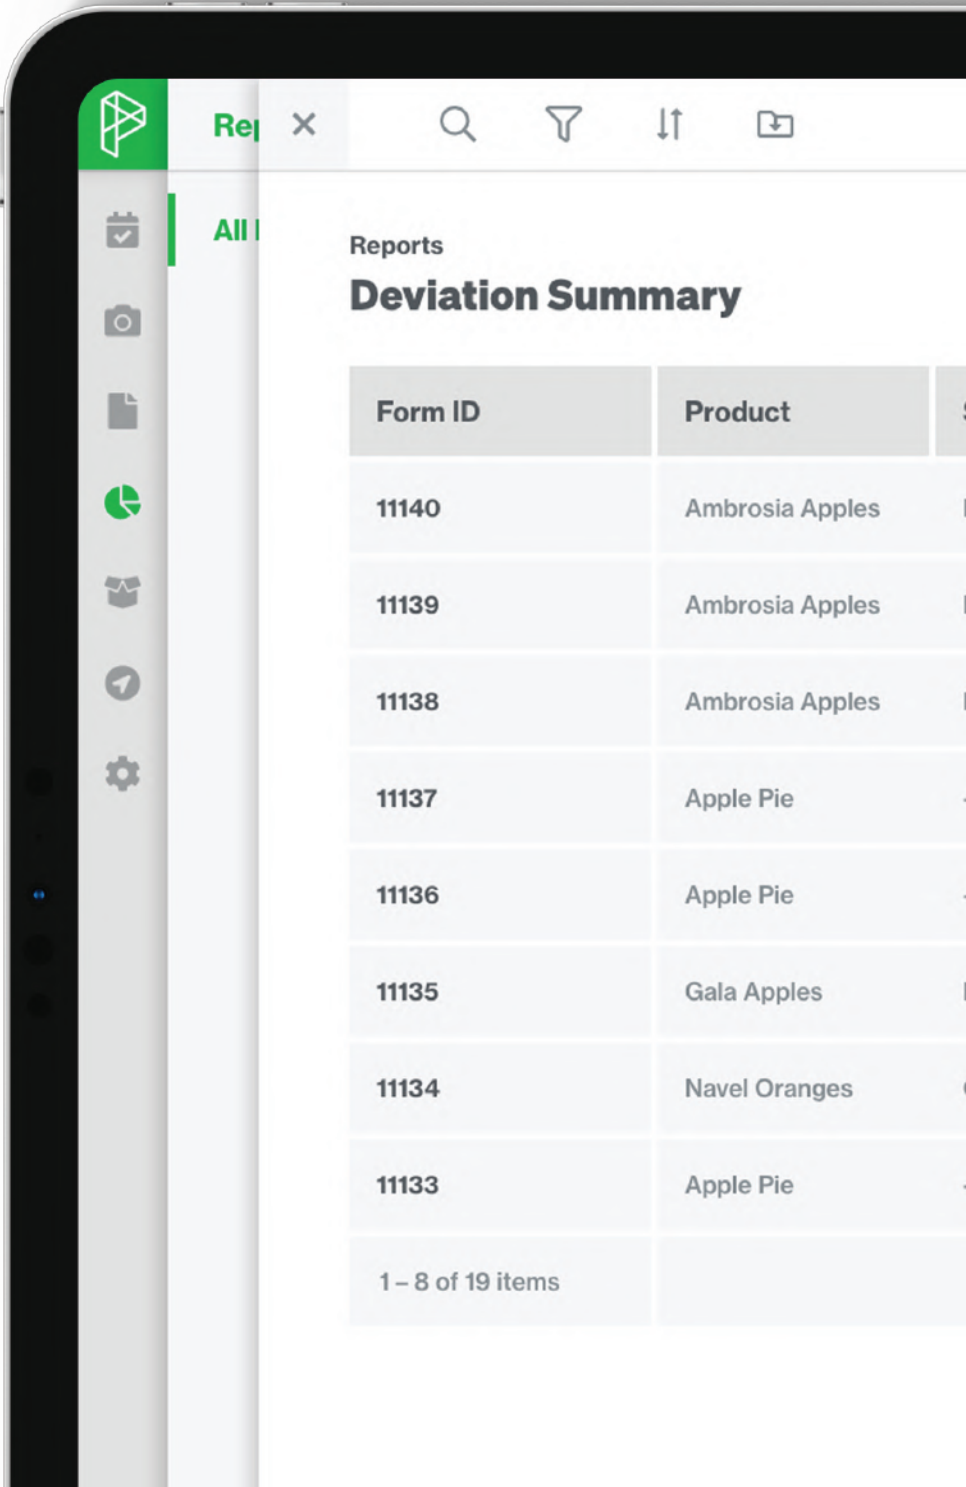 Rep
All
Reports
Deviation Summary
Form ID Product
11140 Ambrosia Apples
11139 Ambrosia Apples
11138 Ambrosia Apples
11137 Apple Pie
11136 Apple Pie
11135 Gala Apples
11134 Navel Oranges
11133 Apple Pie
1 – 8 of 19 items